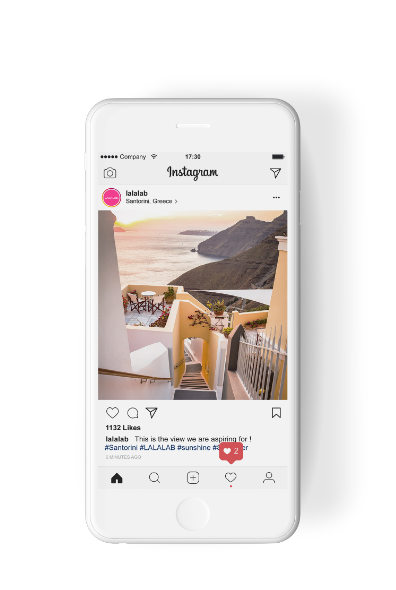 Company 17:30
Instagram
lalalab
Santorini, Greece >
1132 Likes
lalalab This is the view we are aspiring for !
#Santorini #LALALAB #sunshine
2
2 MINUTES AGO